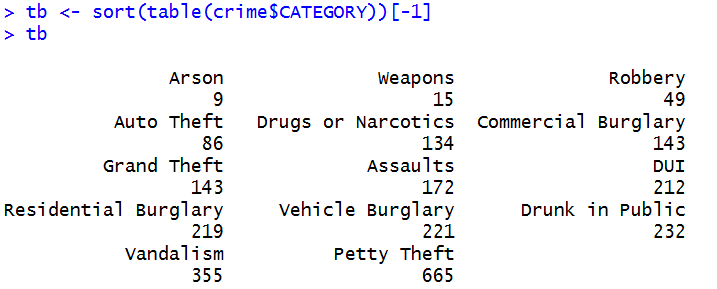 > tb <- sort(table(crime$CATEGORY))[-1]
> tb
Arson Weapons Robbery
9 15 49
Auto Theft Drugs or Narcotics Commercial Burglary
86 134 143
Grand Theft Assaults DUI
143 172 212
Residential Burglary Vehicle Burglary Drunk in Public
219 221 232
Vandalism Petty Theft
355 665